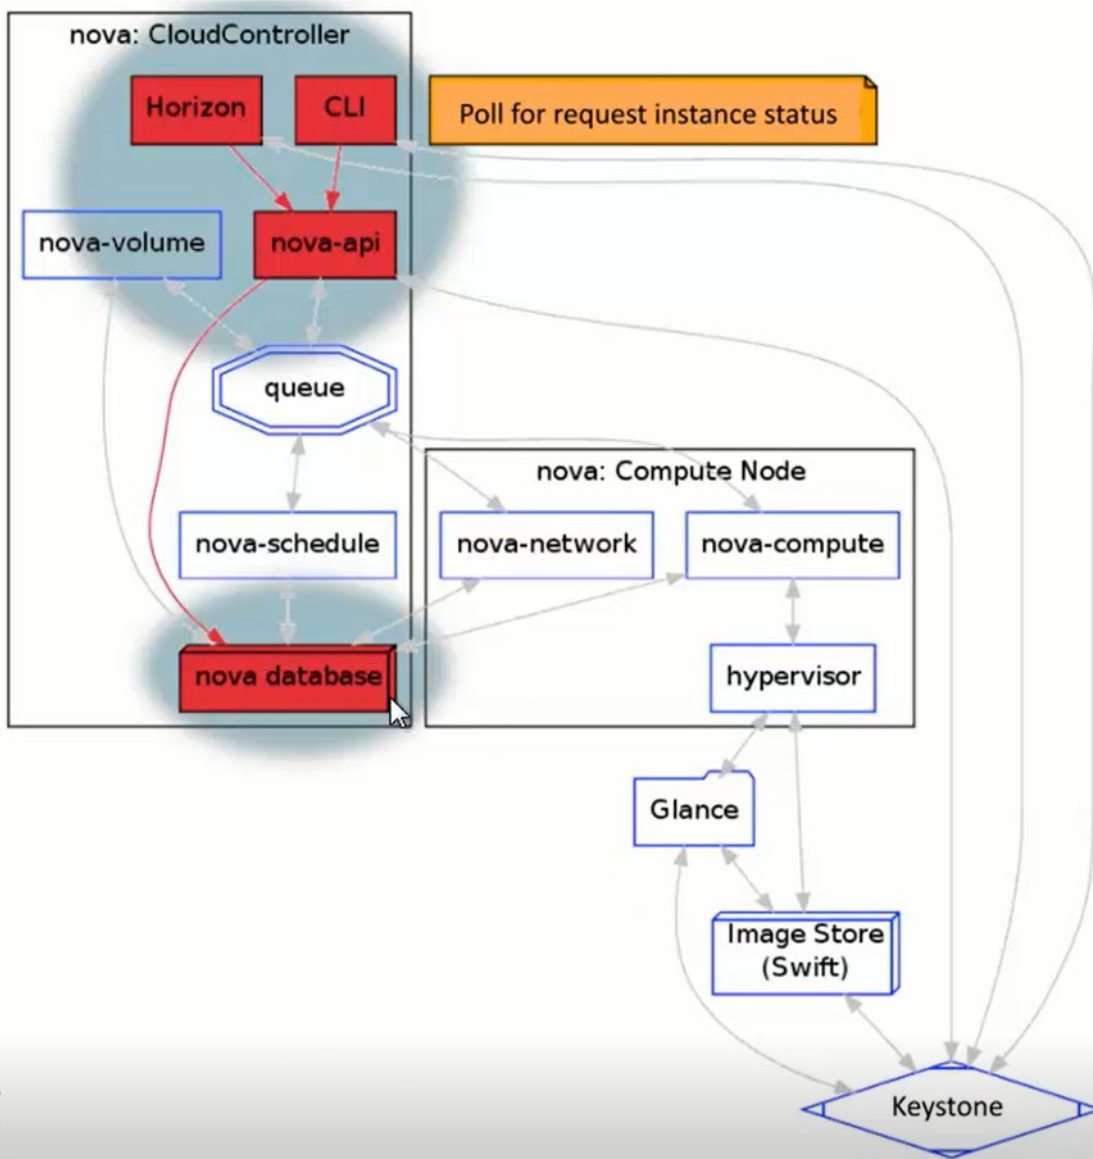 nova: CloudController
Horizon
CLI
Poll for request instance status
nova-volume
nova-api
queue
nova: Compute Node
nova-schedule
nova-network
nova-compute
nova database
hypervisor
Glance
Image Store
(Swift)
Keystone